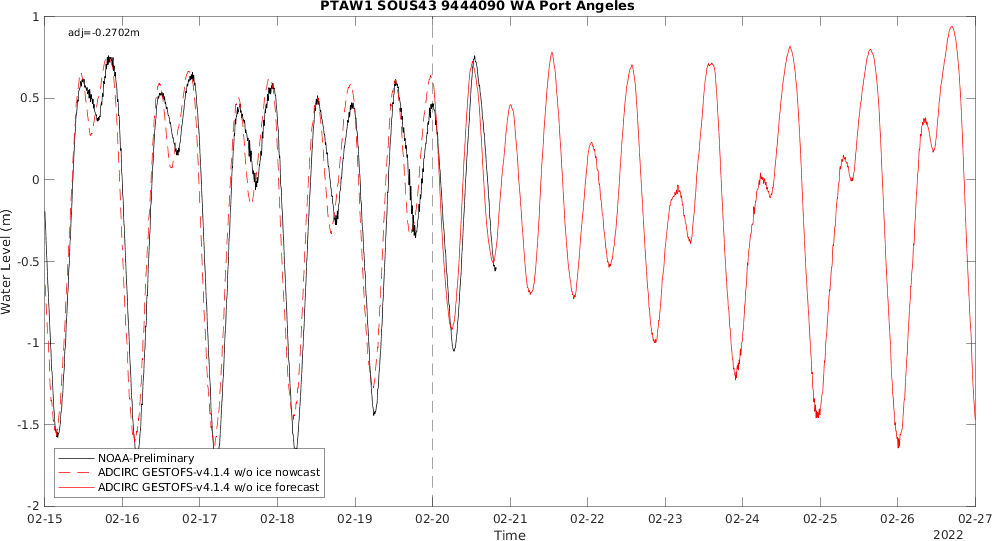 PTAW1 SOUS43 9444090 WA Port Angeles
adj=-0.2702m
1
0.5
0
-0.5
-1
-1.5
-2
Water Level (m)
NOAA-Preliminary
ADCIRC GESTOFS-v4.1.4 w/o ice nowcast
ADCIRC GESTOFS-v4.1.4 w/o ice forecast
02-15 02-16 02-17 02-18 02-19 02-20 02-21 02-22 02-23 02-24 02-25 02-26 02-27
Time
2022